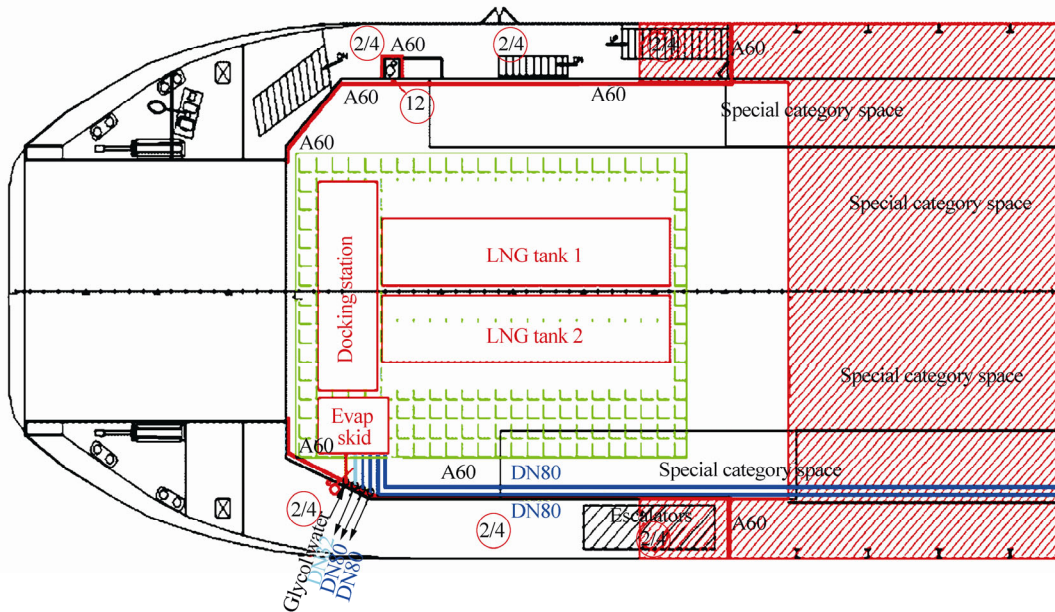 2/4
A60
2/4
2/4
A60
A60
12
A60
Special category space
A60
Special category space
Docking station
LNG tank 1
LNG tank 2
Special category space
Evap
skid
A60
A60
DN80
Special category space
2/4
DN80
2/4
Escalators
2/4
A60
Glycol/water
DN80
DN80